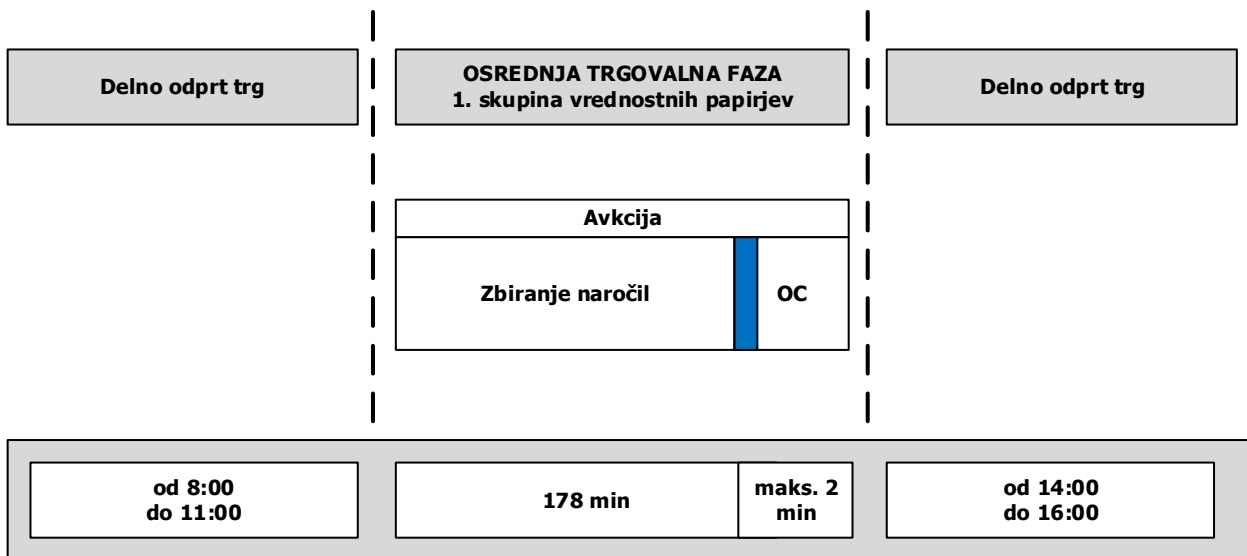 Delno odprt trg
OSREDNJA TRGOVALNA FAZA
1. skupina vrednostnih papirjev
Delno odprt trg
Avkcija
Zbiranje naročil
OC
od 8:00
do 11:00
178 min
maks. 2
min
od 14:00
do 16:00